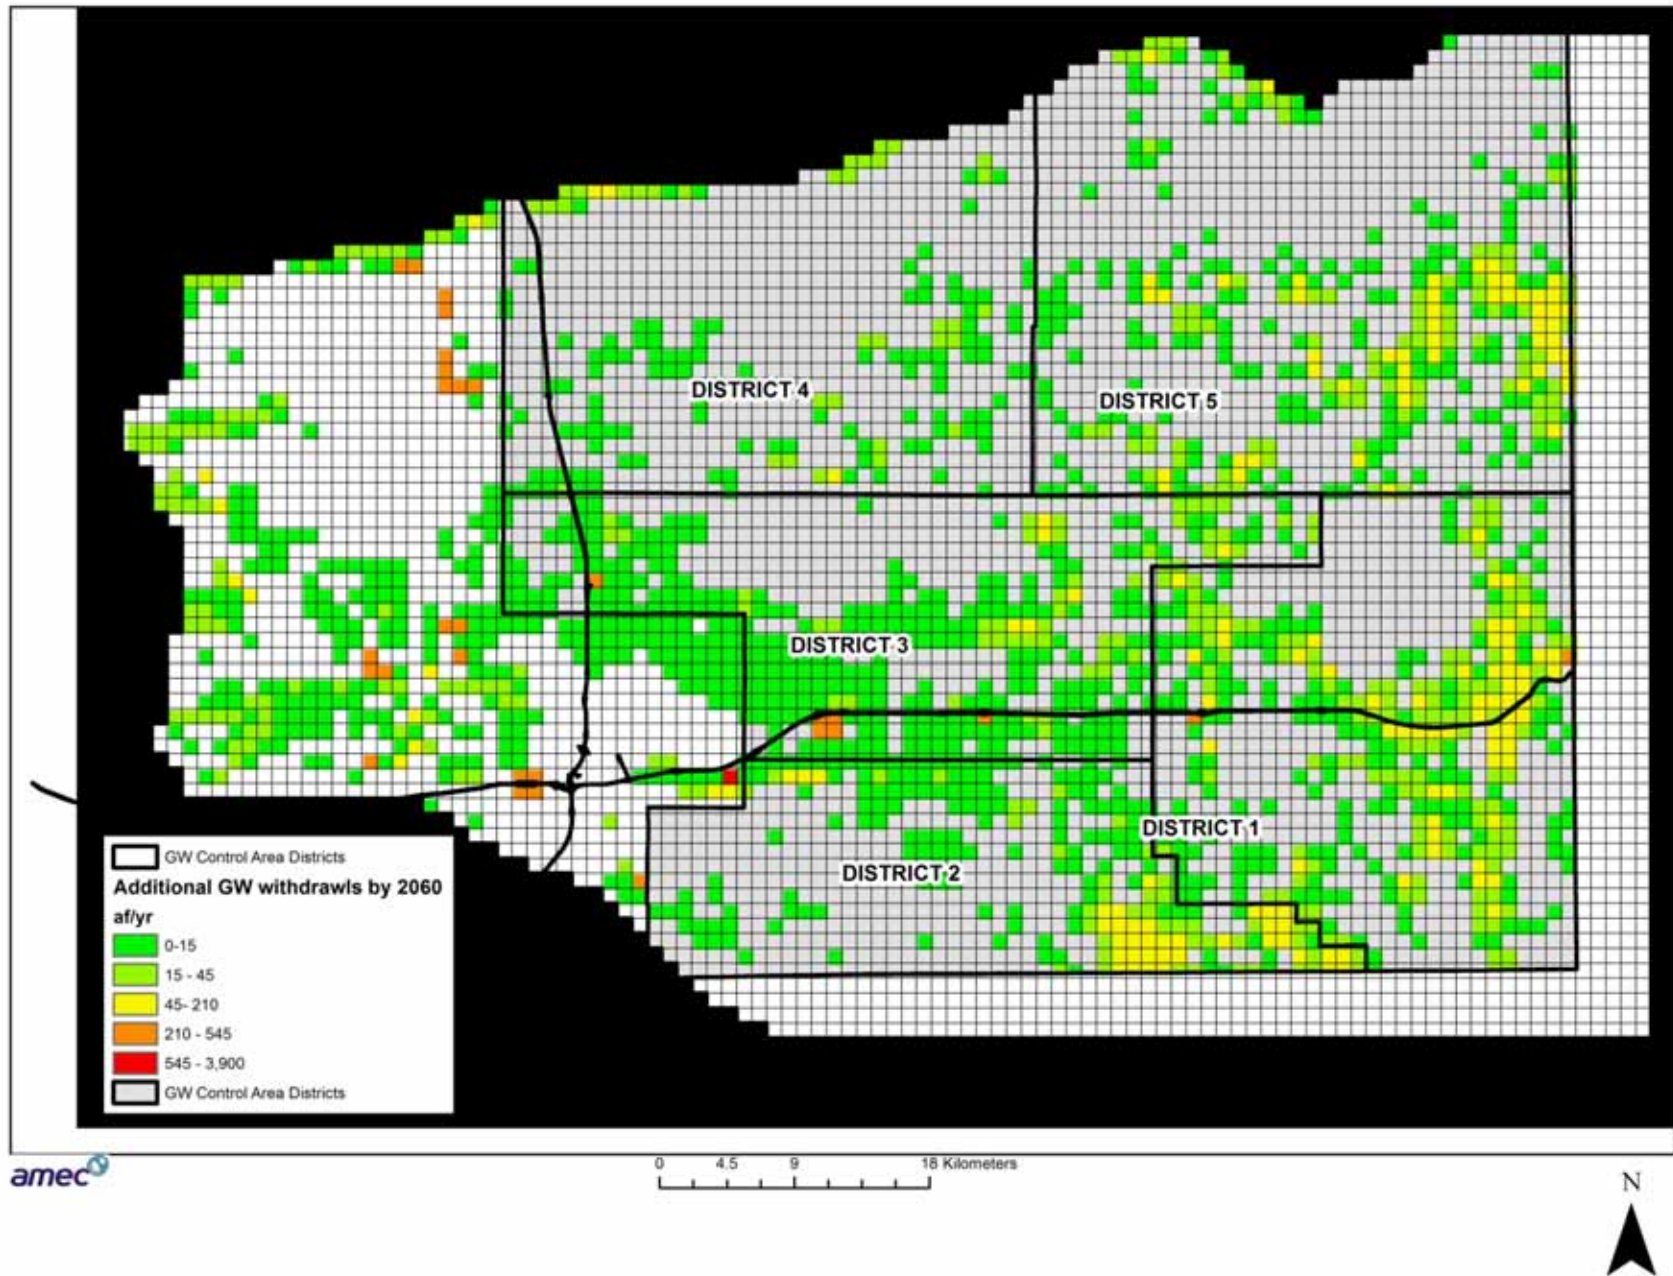 DISTRICT 4
DISTRICT 5
DISTRICT 3
DISTRICT 1
DISTRICT 2
GW Control Area Districts
Additional GW withdrawls by 2060
af/yr
0-15
15 - 45
45- 210
210 - 545
545 - 3,900
GW Control Area Districts
amec
0 4.5 9 18 Kilometers
N